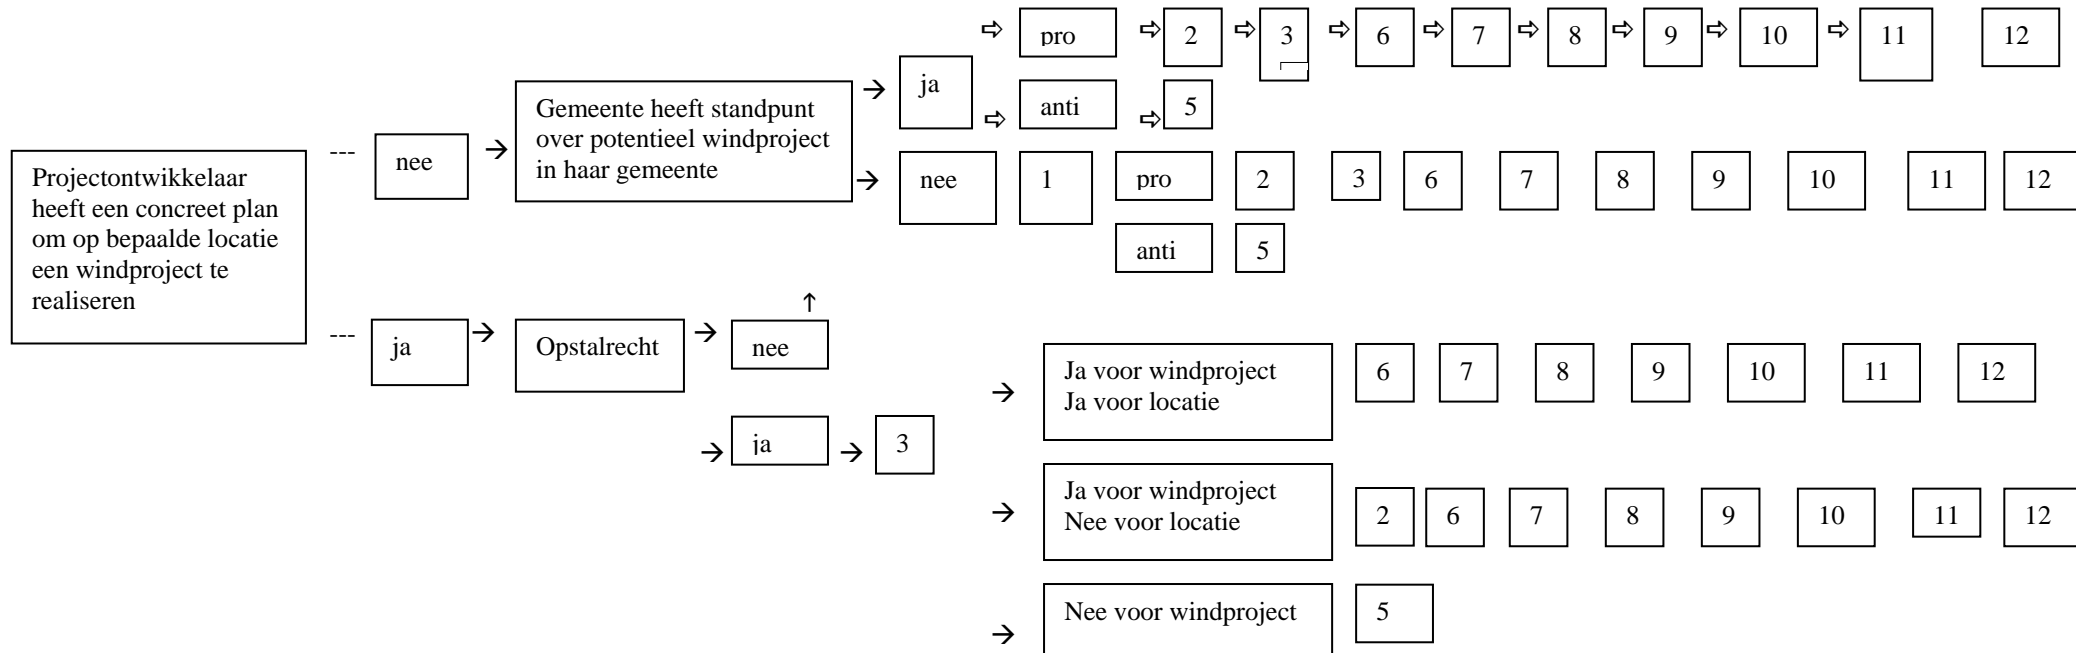 pro 2 3 6 7 8 9 10 11 12
ja
anti 5
Gemeente heeft standpunt
over potentieel windproject
in haar gemeente
--- nee
nee 1 pro 2 3 6 7 8 9 10 11 12
anti 5
Projectontwikkelaar
heeft een concreet plan
om op bepaalde locatie
een windproject te
realiseren
--- ja
Opstalrecht
nee
ja 3
Ja voor windproject
Ja voor locatie
6 7 8 9 10 11 12
Ja voor windproject
Nee voor locatie
2 6 7 8 9 10 11 12
Nee voor windproject
5